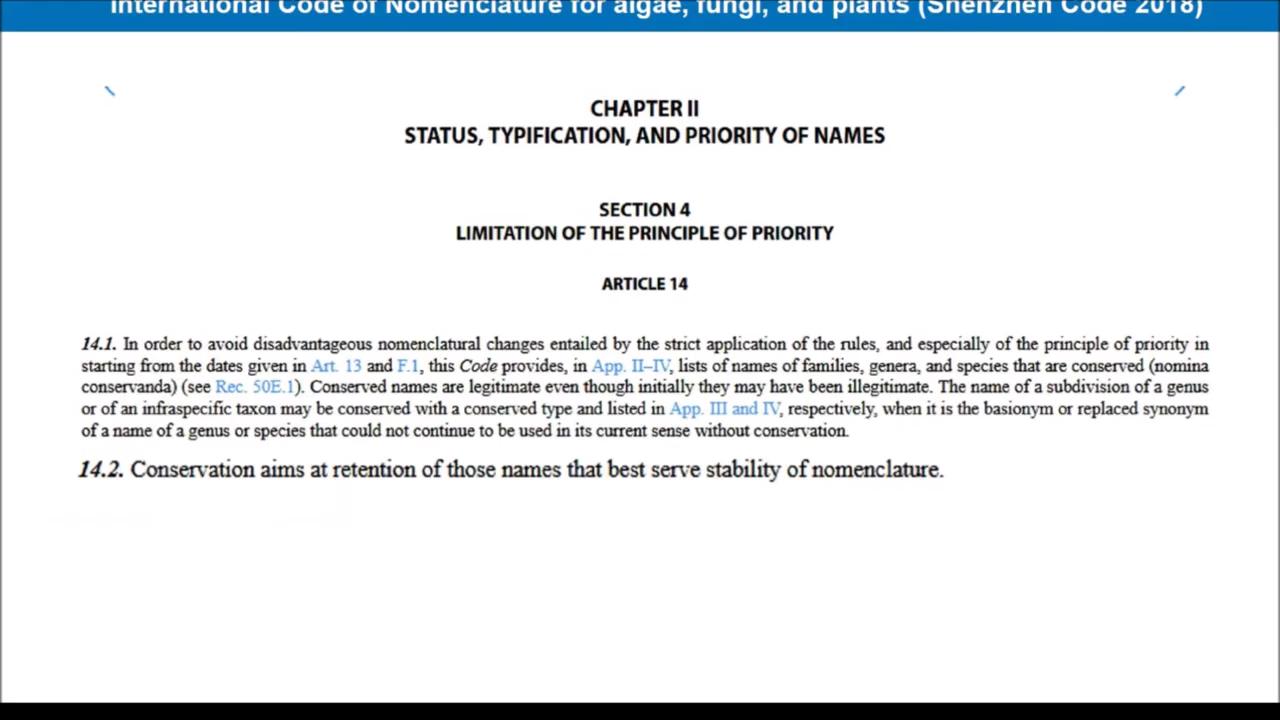 International Code of Nomenclature for algae, fungi, and plants (Shenzhen Code 2018)
CHAPTER II
STATUS, TYPIFICATION, AND PRIORITY OF NAMES
SECTION 4
LIMITATION OF THE PRINCIPLE OF PRIORITY
ARTICLE 14
14.1. In order to avoid disadvantageous nomenclatural changes entailed by the strict application of the rules, and especially of the principle of priority in
starting from the dates given in Art. 13 and F.1, this Code provides, in App. II–IV, lists of names of families, genera, and species that are conserved (nomina
conservanda) (see Rec. 50E.1). Conserved names are legitimate even though initially they may have been illegitimate. The name of a subdivision of a genus
or of an infraspecific taxon may be conserved with a conserved type and listed in App. III and IV, respectively, when it is the basionym or replaced synonym
of a name of a genus or species that could not continue to be used in its current sense without conservation.
14.2. Conservation aims at retention of those names that best serve stability of nomenclature.